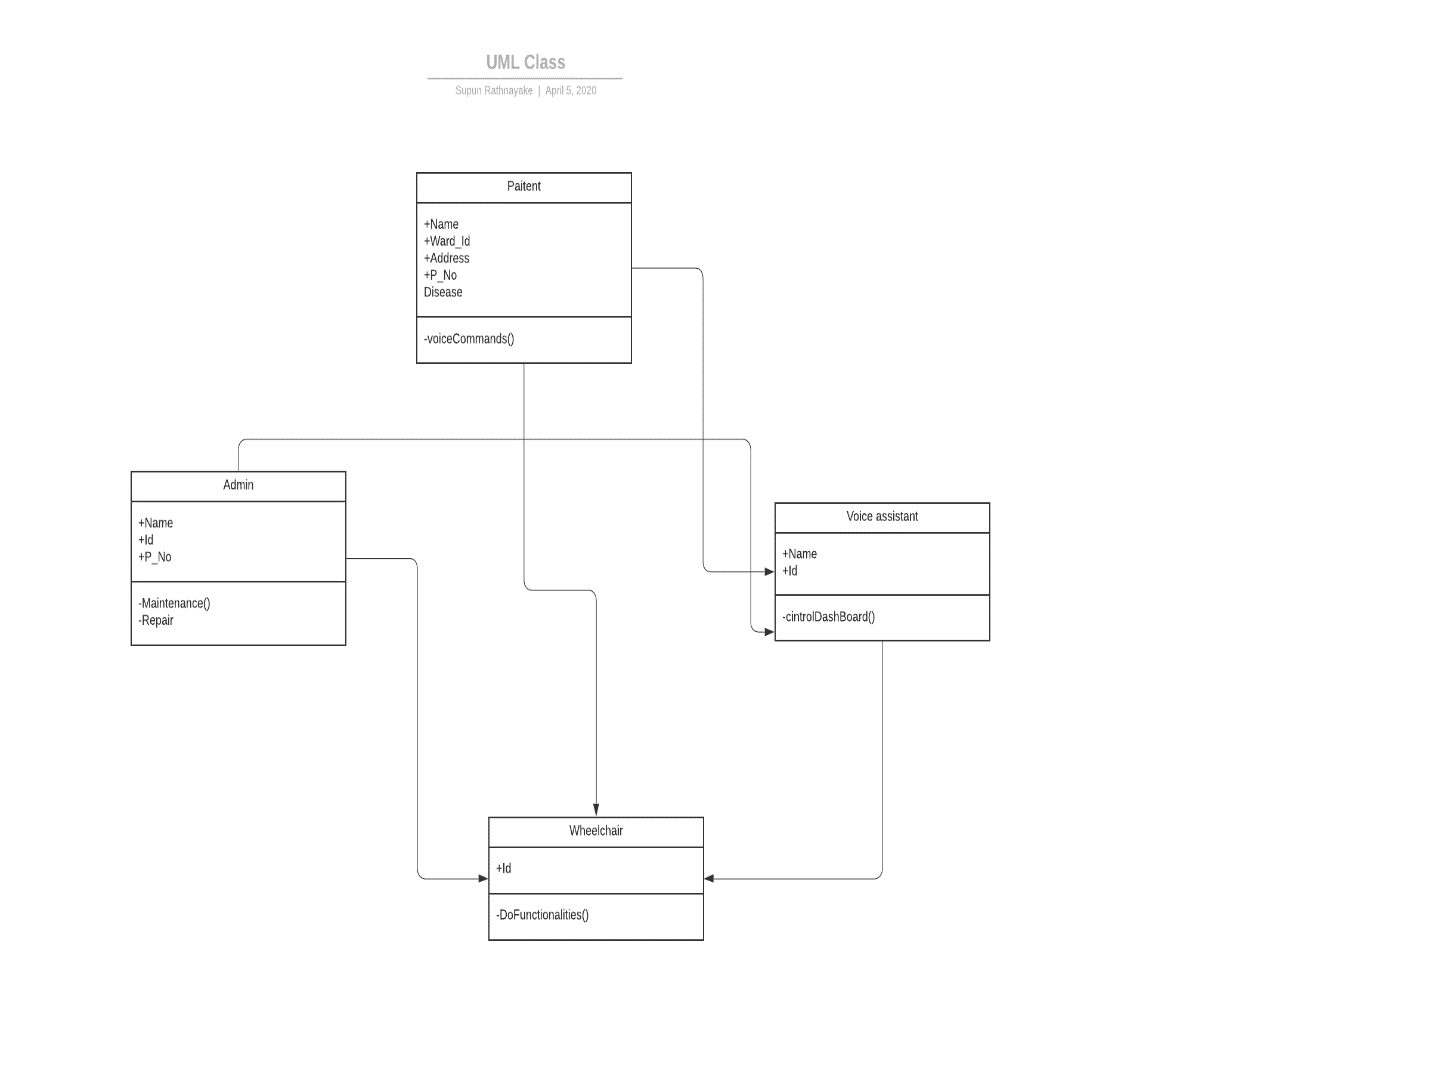 UML Class
Supun Rathnayake | April 5, 2020
Paitent
+Name
+Ward_Id
+Address
+P_No
Disease
-voiceCommands()
Admin
+Name
+Id
+P_No
-Maintenance()
-Repair
Voice assistant
+Name
+Id
-cintrolDashBoard()
Wheelchair
+Id
-DoFunctionalities()